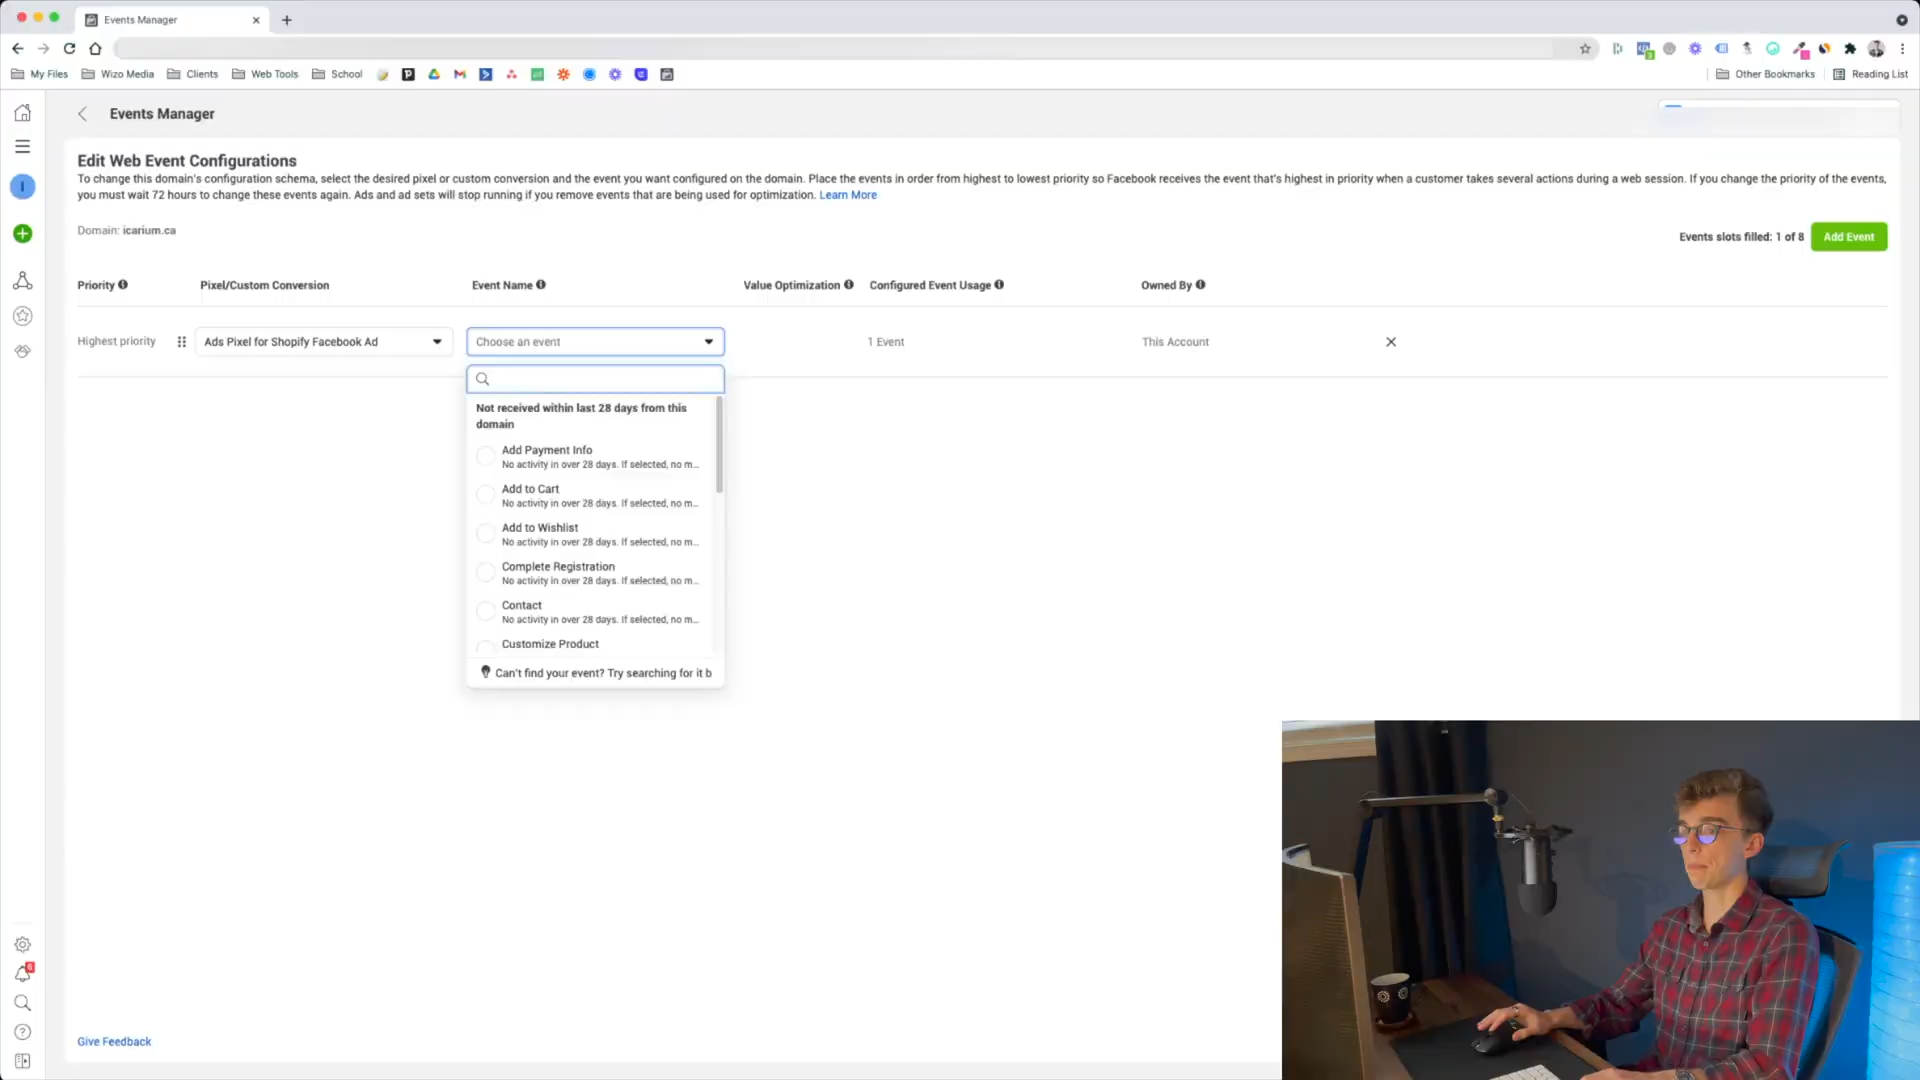 Events Manager
My Files
Wizo Media
Clients
Web Tools
School
Other Bookmarks
Reading List
Events Manager
Edit Web Event Configurations
To change this domain's configuration schema, select the desired pixel or custom conversion and the event you want configured on the domain. Place the events in order from highest to lowest priority so Facebook receives the event that's highest in priority when a customer takes several actions during a web session. If you change the priority of the events,
you must wait 72 hours to change these events again. Ads and ad sets will stop running if you remove events that are being used for optimization. Learn More
Domain: icarium.ca
Events slots filled: 1 of 8
Add Event
Priority
Pixel/Custom Conversion
Event Name
Value Optimization
Configured Event Usage
Owned By
Highest priority
Ads Pixel for Shopify Facebook Ad
Choose an event
1 Event
This Account
Not received within last 28 days from this
domain
Add Payment Info
No activity in over 28 days. If selected, no m...
Add to Cart
No activity in over 28 days. If selected, no m...
Add to Wishlist
No activity in over 28 days. If selected, no m...
Complete Registration
No activity in over 28 days. If selected, no m...
Contact
No activity in over 28 days. If selected, no m...
Customize Product
Can't find your event? Try searching for it b
Give Feedback